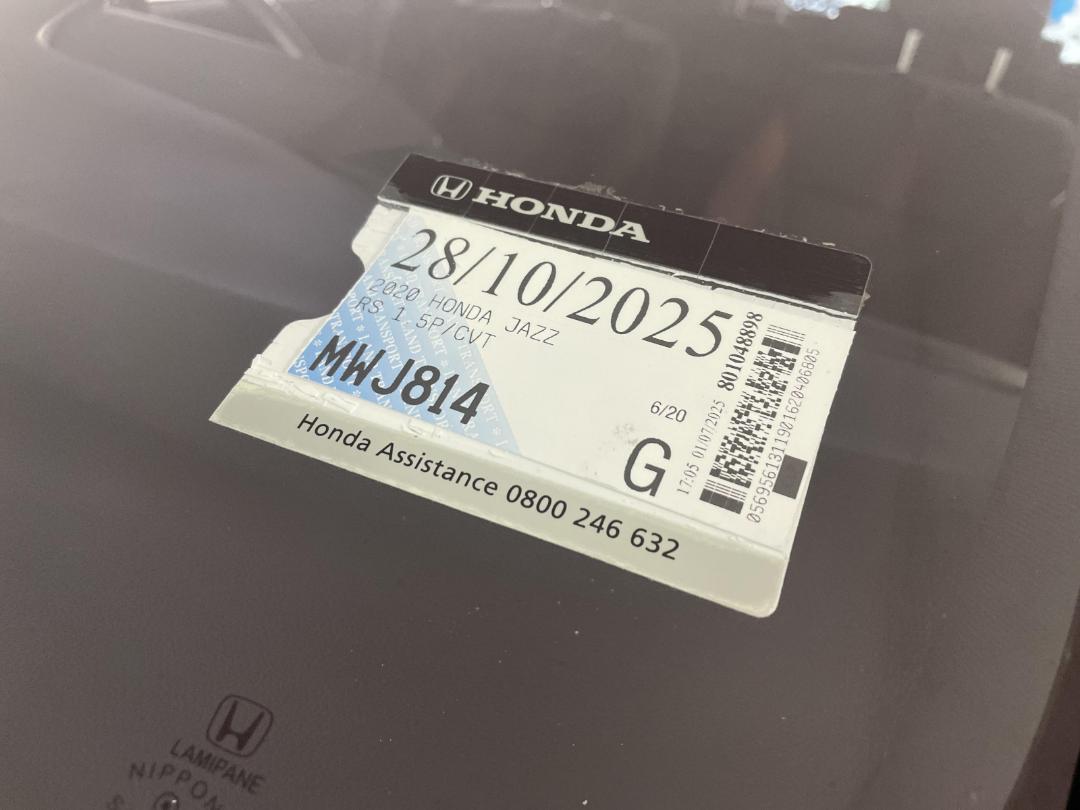 HONDA
28/10/2025
2020 HONDA JAZZ
RS 1.5P/CVT
MWJ814
6/20
G
17:05 01/07/2025 801048898
0569561311901620406805
Honda Assistance 0800 246 632
LAMIPANE